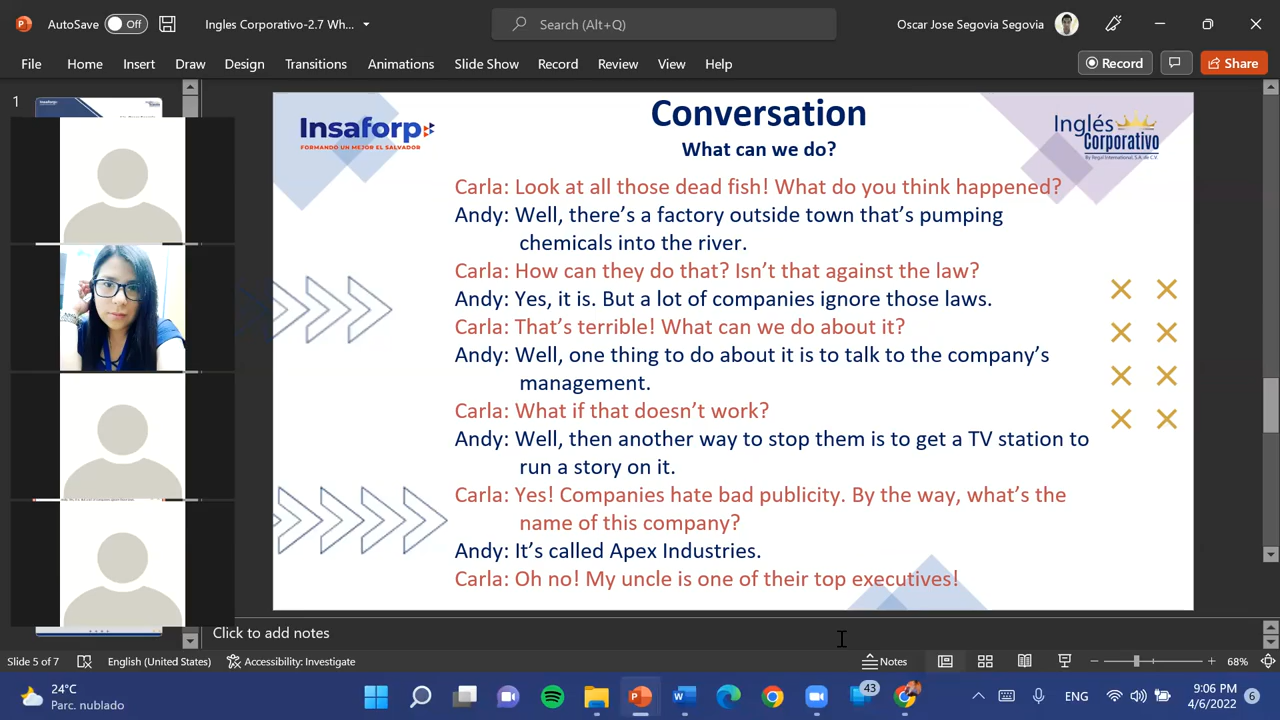 AutoSave Off
Ingles Corporativo-2.7 Wh...
Search (Alt+Q)
Oscar Jose Segovia Segovia
File Home Insert Draw Design Transitions Animations Slide Show Record Review View Help
Record
Share
1
Insaforp
FORMANDO UN MEJOR EL SALVADOR
Conversation
What can we do?
Inglés
Corporativo
By Regal International, S.A. de C.V.
Carla: Look at all those dead fish! What do you think happened?
Andy: Well, there's a factory outside town that's pumping
chemicals into the river.
Carla: How can they do that? Isn't that against the law?
Andy: Yes, it is. But a lot of companies ignore those laws.
Carla: That's terrible! What can we do about it?
Andy: Well, one thing to do about it is to talk to the company's
management.
Carla: What if that doesn't work?
Andy: Well, then another way to stop them is to get a TV station to
run a story on it.
Carla: Yes! Companies hate bad publicity. By the way, what's the
name of this company?
Andy: It's called Apex Industries.
Carla: Oh no! My uncle is one of their top executives!
Click to add notes
Slide 5 of 7
English (United States)
Accessibility: Investigate
Notes
68%
24°C
Parc. nublado
43
ENG
9:06 PM
4/6/2022
6